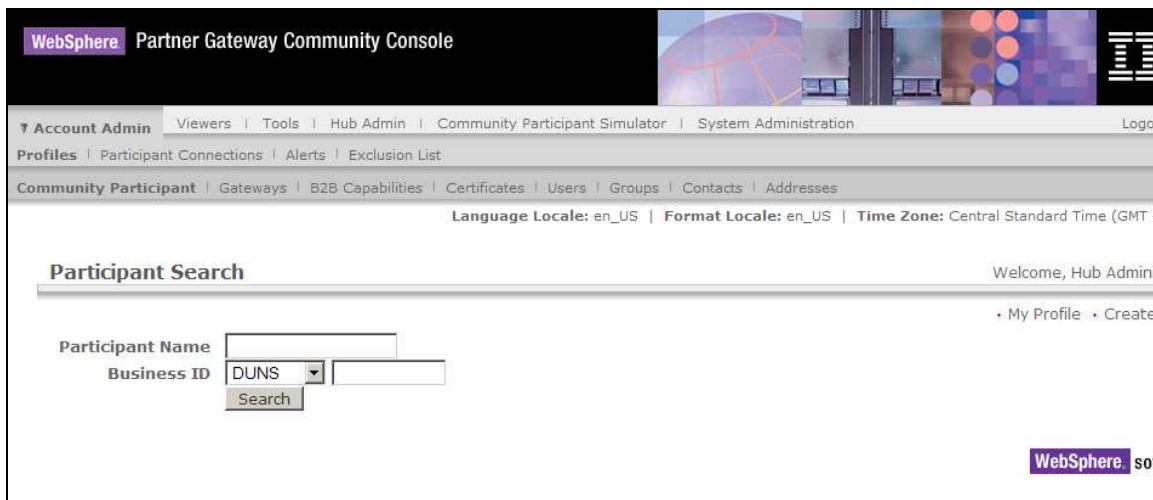 WebSphere. Partner Gateway Community Console
Account Admin Viewers | Tools | Hub Admin | Community Participant Simulator | System Administration
Profiles | Participant Connections | Alerts | Exclusion List
Community Participant | Gateways | B2B Capabilities | Certificates | Users | Groups | Contacts | Addresses
Language Locale: en_US | Format Locale: en_US | Time Zone: Central Standard Time (GMT
Participant Search Welcome, Hub Admin
• My Profile • Create
Participant Name
Business ID DUNS
Search
WebSphere.